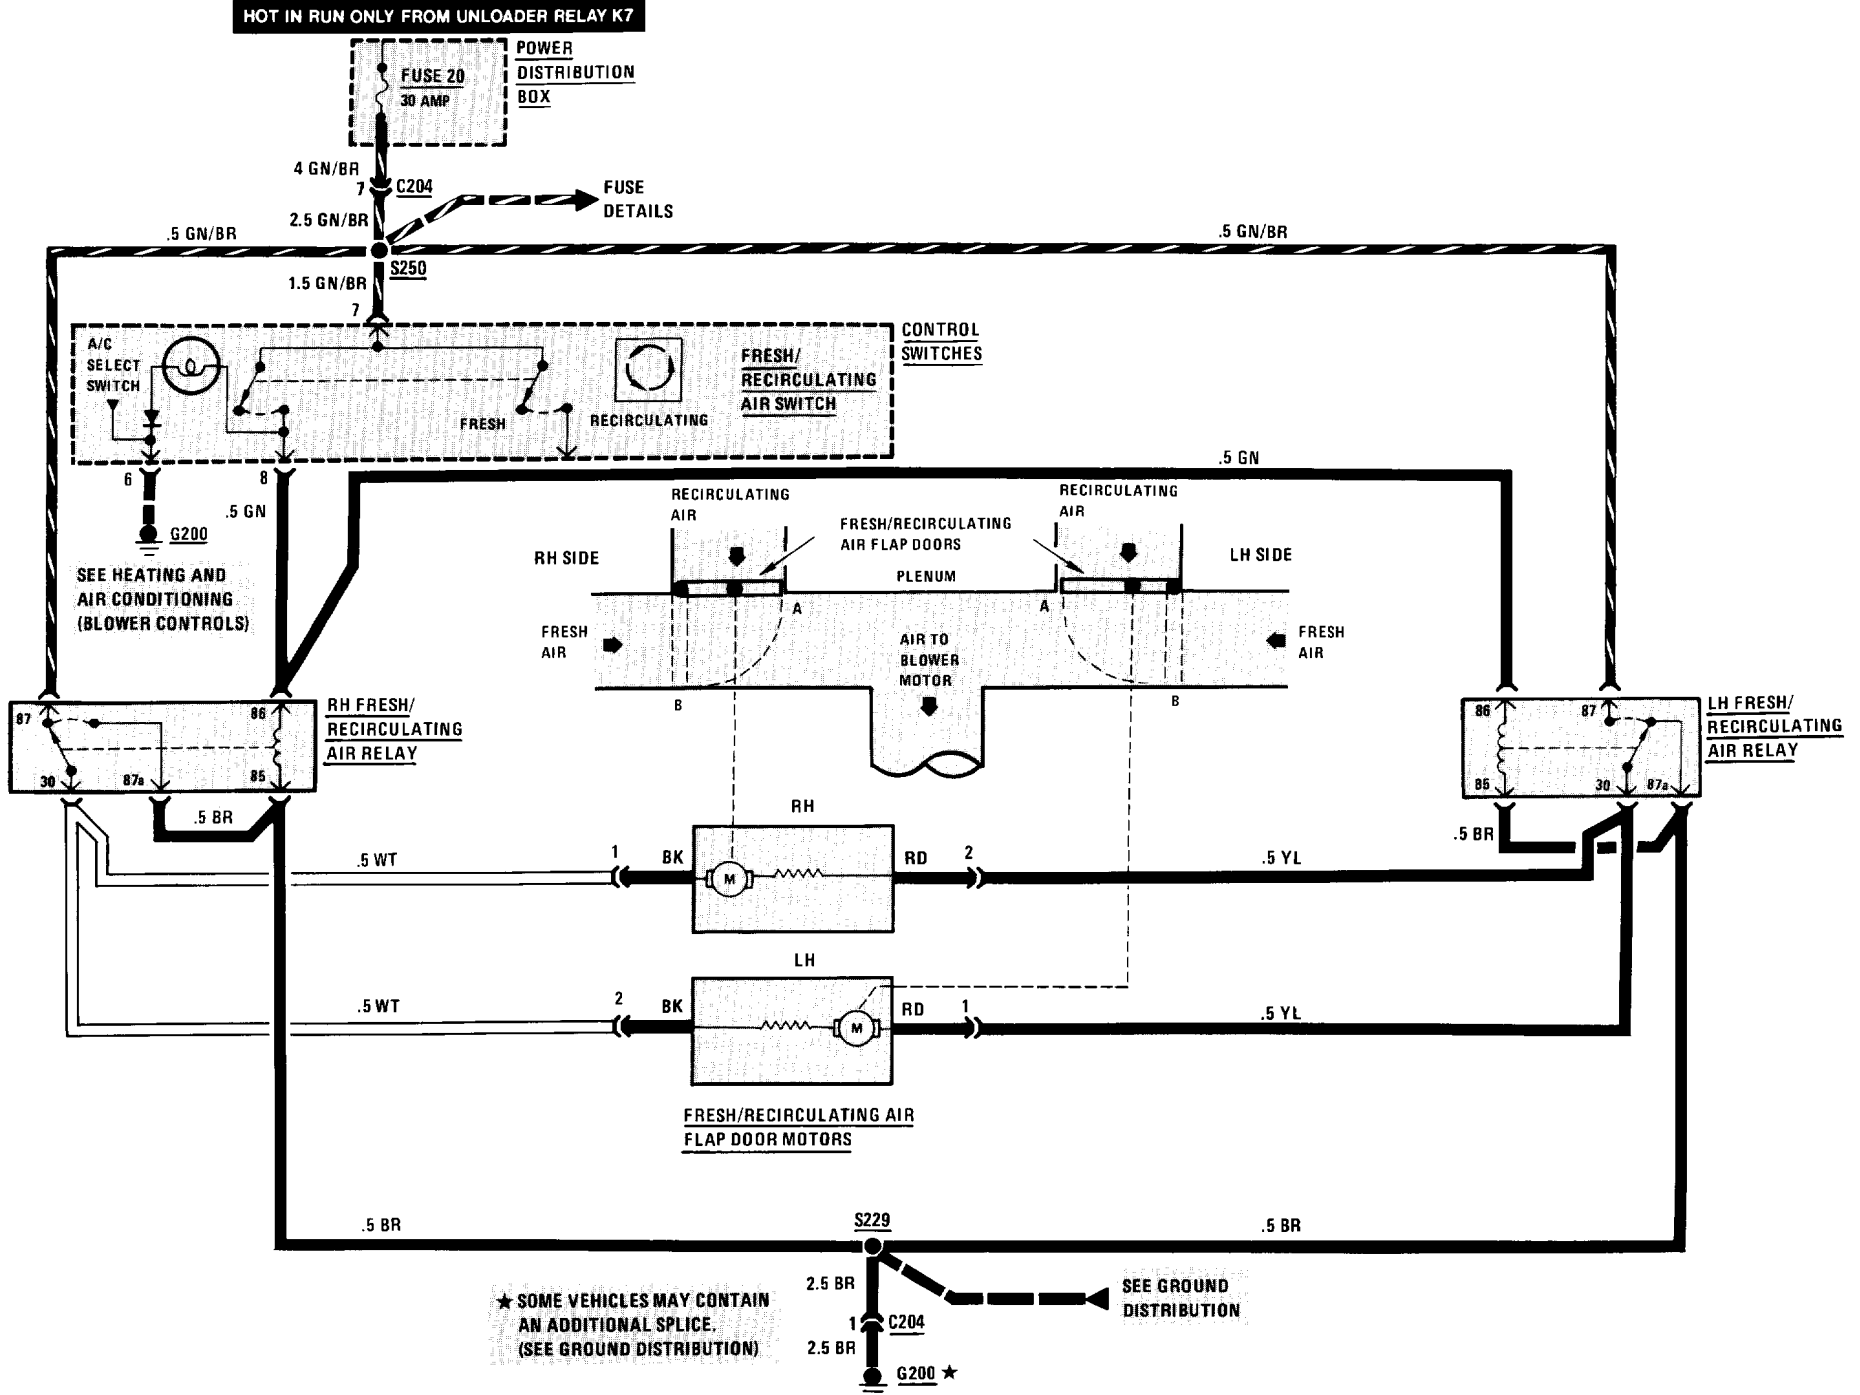 HOT IN RUN ONLY FROM UNLOADER RELAY K7
POWER
DISTRIBUTION
BOX
FUSE 20
30 AMP
4 GN/BR
7
C204
FUSE
DETAILS
2.5 GN/BR
.5 GN/BR
.5 GN/BR
S250
1.5 GN/BR
7
CONTROL
SWITCHES
A/C
SELECT
SWITCH
FRESH/
RECIRCULATING
AIR SWITCH
FRESH
RECIRCULATING
6
8
.5 GN
.5 GN
G200
SEE HEATING AND
AIR CONDITIONING
(BLOWER CONTROLS)
RECIRCULATING
AIR
RECIRCULATING
AIR
FRESH/RECIRCULATING
AIR FLAP DOORS
RH SIDE
LH SIDE
PLENUM
A
A
FRESH
AIR
AIR TO
BLOWER
MOTOR
FRESH
AIR
B
B
87
86
30
87a
85
RH FRESH/
RECIRCULATING
AIR RELAY
86
87
85
30
87a
LH FRESH/
RECIRCULATING
AIR RELAY
.5 BR
.5 BR
RH
.5 WT
1
BK
M
RD
2
.5 YL
LH
.5 WT
2
BK
M
RD
1
.5 YL
FRESH/RECIRCULATING AIR
FLAP DOOR MOTORS
.5 BR
S229
.5 BR
2.5 BR
SEE GROUND
DISTRIBUTION
★ SOME VEHICLES MAY CONTAIN
AN ADDITIONAL SPLICE.
(SEE GROUND DISTRIBUTION)
1
C204
2.5 BR
G200 ★